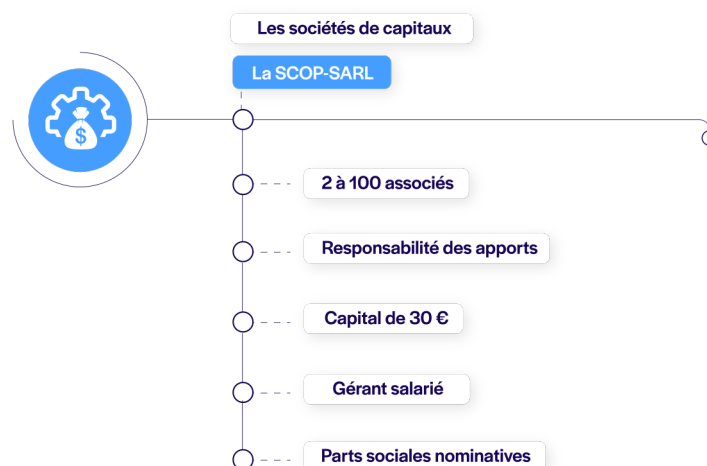 Les sociétés de capitaux
La SCOP-SARL
$
2 à 100 associés
Responsabilité des apports
Capital de 30 €
Gérant salarié
Parts sociales nominatives